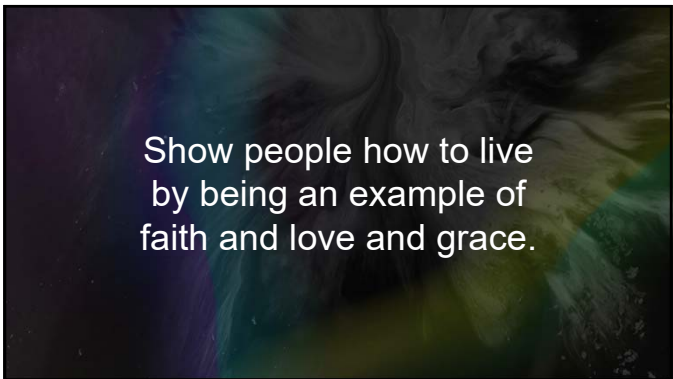 Show people how to live
by being an example of
faith and love and grace.